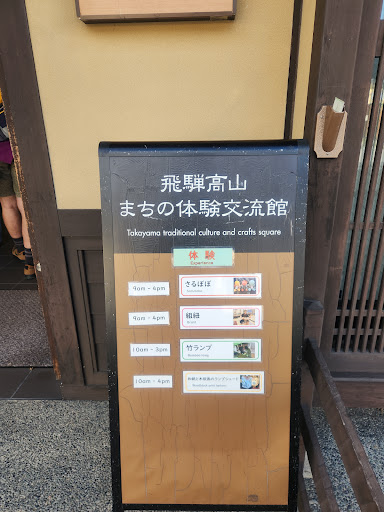 飛騨高山
まちの体験交流館
Takayama traditional culture and crafts square
体験
Experience
9am - 4pm
さるぼぼ
9am - 4pm
組紐
10am - 3pm
竹ランプ
10am - 4pm